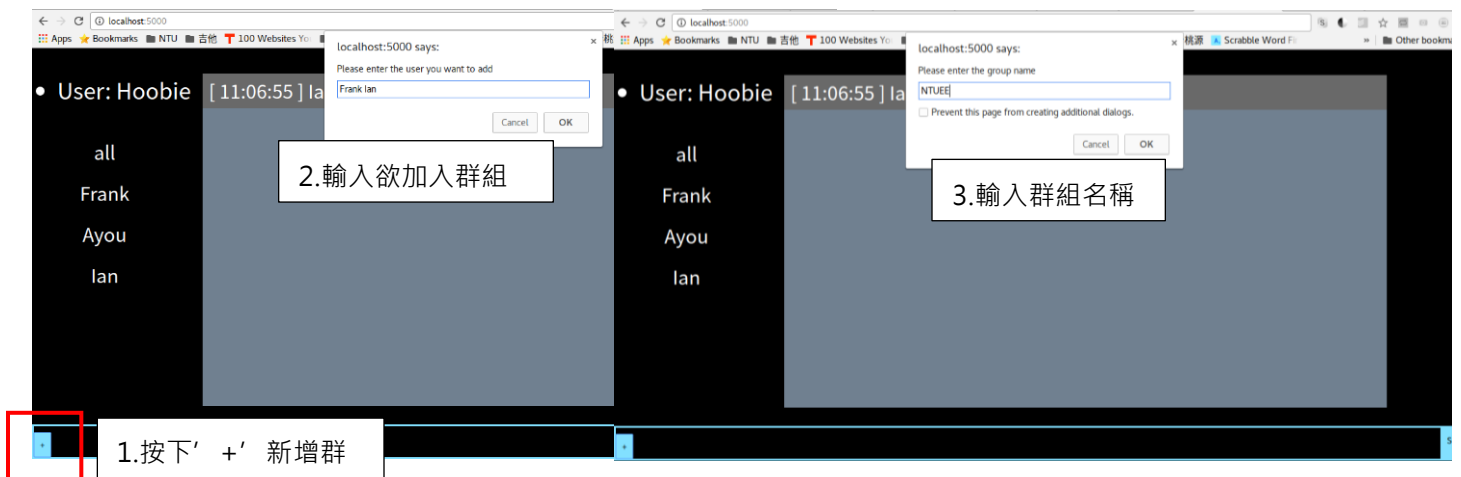 localhost:5000
Apps Bookmarks NTU 吉他 100 Websites Yo
localhost:5000 says:
Please enter the user you want to add
Frank Ian
Cancel OK
User: Hoobie
[ 11:06:55 ] Ia
all
Frank
Ayou
Ian
2.輸入欲加入群組
+
1.按下’+’新增群
localhost:5000
Apps Bookmarks NTU 吉他 100 Websites Yo
桃源 Scrabble Word Fi
» Other bookma
localhost:5000 says:
Please enter the group name
NTUEE
Prevent this page from creating additional dialogs.
Cancel OK
User: Hoobie
[ 11:06:55 ] Ia
all
Frank
Ayou
Ian
3.輸入群組名稱
+
S